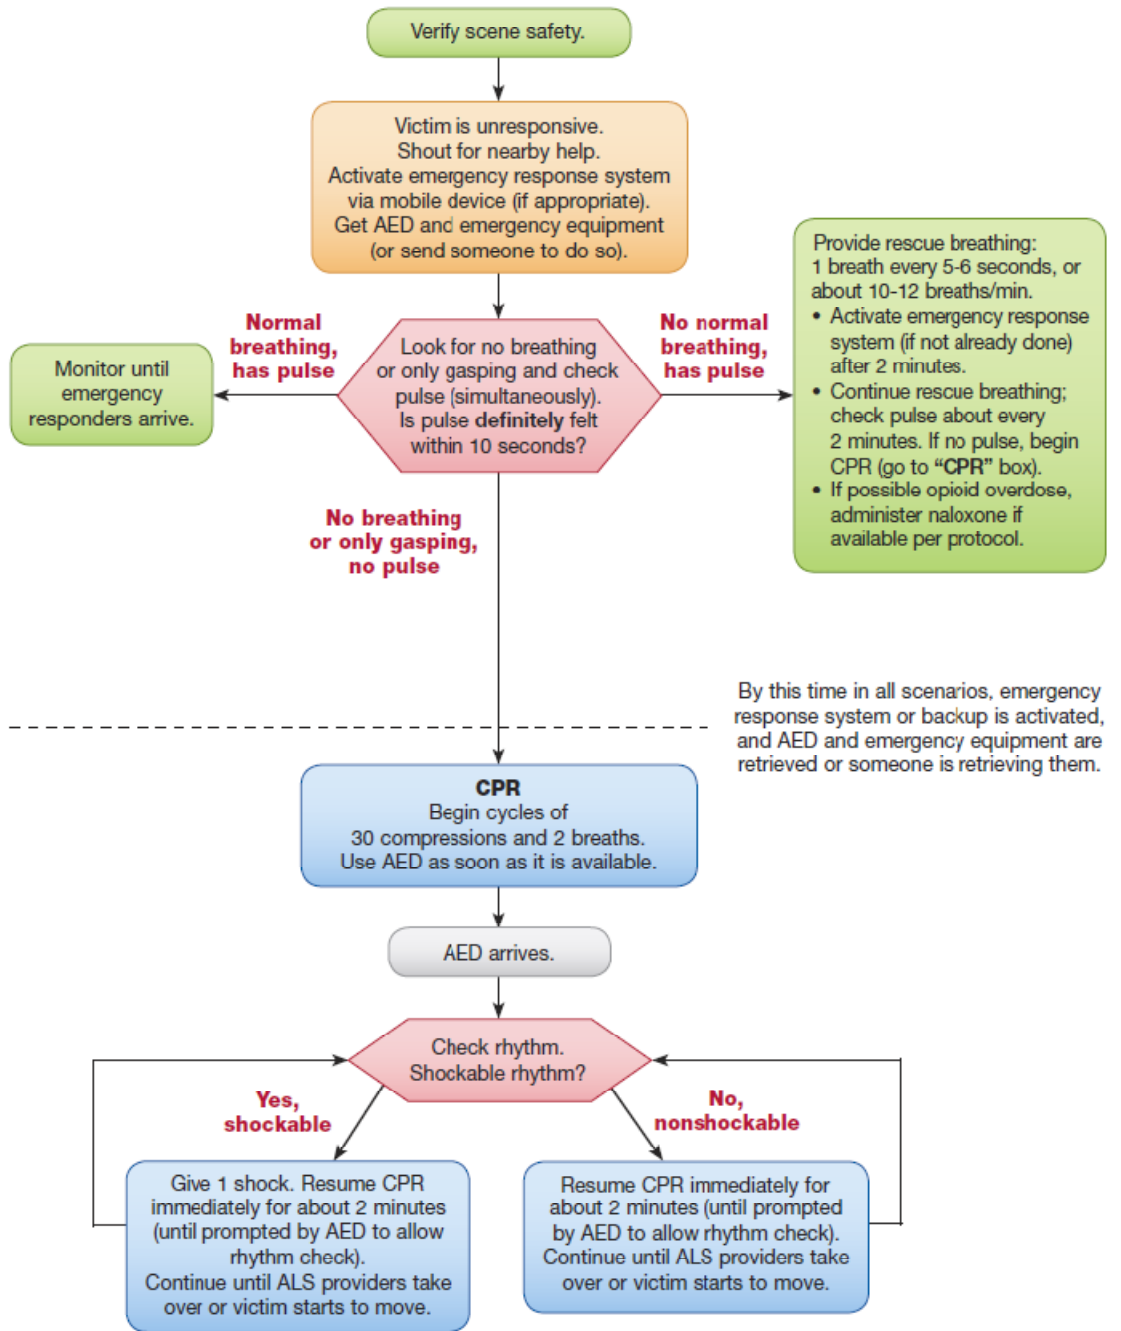 Verify scene safety.
Victim is unresponsive.
Shout for nearby help.
Activate emergency response system
via mobile device (if appropriate).
Get AED and emergency equipment
(or send someone to do so).
Normal
breathing,
has pulse
Monitor until
emergency
responders arrive.
Look for no breathing
or only gasping and check
pulse (simultaneously).
Is pulse definitely felt
within 10 seconds?
No normal
breathing,
has pulse
Provide rescue breathing:
1 breath every 5-6 seconds, or
about 10-12 breaths/min.
• Activate emergency response
system (if not already done)
after 2 minutes.
• Continue rescue breathing;
check pulse about every
2 minutes. If no pulse, begin
CPR (go to “CPR” box).
• If possible opioid overdose,
administer naloxone if
available per protocol.
No breathing
or only gasping,
no pulse
By this time in all scenarios, emergency
response system or backup is activated,
and AED and emergency equipment are
retrieved or someone is retrieving them.
CPR
Begin cycles of
30 compressions and 2 breaths.
Use AED as soon as it is available.
AED arrives.
Check rhythm.
Shockable rhythm?
Yes,
shockable
No,
nonshockable
Give 1 shock. Resume CPR
immediately for about 2 minutes
(until prompted by AED to allow
rhythm check).
Continue until ALS providers take
over or victim starts to move.
Resume CPR immediately for
about 2 minutes (until prompted
by AED to allow rhythm check).
Continue until ALS providers take
over or victim starts to move.